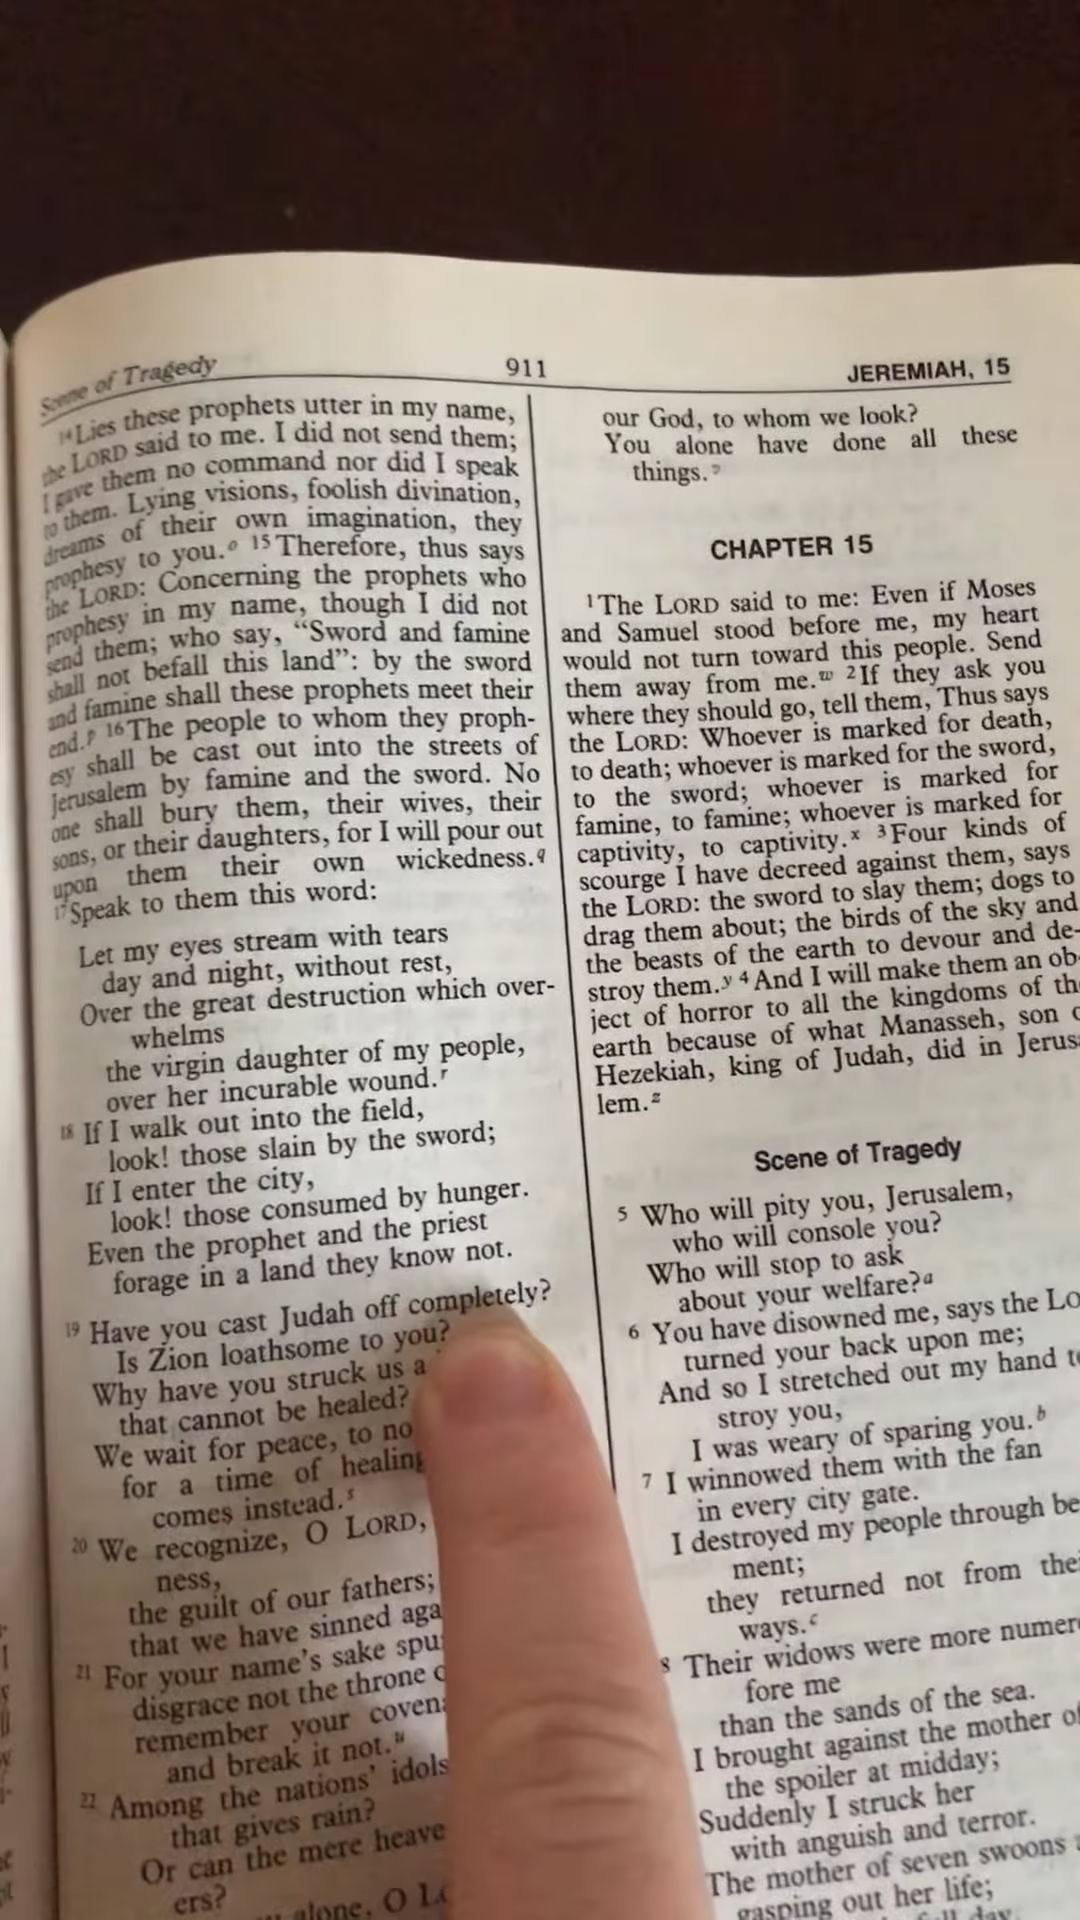 Scene of Tragedy
911
JEREMIAH, 15
14 Lies these prophets utter in my name,
the LORD said to me. I did not send them;
I gave them no command nor did I speak
to them. Lying visions, foolish divination,
dreams of their own imagination, they
prophesy to you.o 15 Therefore, thus says
the LORD: Concerning the prophets who
prophesy in my name, though I did not
send them; who say, “Sword and famine
shall not befall this land”: by the sword
and famine shall these prophets meet their
end.p 16 The people to whom they proph-
esy shall be cast out into the streets of
Jerusalem by famine and the sword. No
one shall bury them, their wives, their
sons, or their daughters, for I will pour out
upon them their own wickedness.q
17 Speak to them this word:
Let my eyes stream with tears
day and night, without rest,
Over the great destruction which over-
whelms
the virgin daughter of my people,
over her incurable wound.r
18 If I walk out into the field,
look! those slain by the sword;
If I enter the city,
look! those consumed by hunger.
Even the prophet and the priest
forage in a land they know not.
19 Have you cast Judah off completely?
Is Zion loathsome to you?
Why have you struck us a
that cannot be healed?
We wait for peace, to no
for a time of healing
comes instead.s
20 We recognize, O LORD,
ness,
the guilt of our fathers;
that we have sinned aga
21 For your name’s sake spu
disgrace not the throne
remember your coven
and break it not.u
22 Among the nations’ idols
that gives rain?
Or can the mere heave
ers?
alone, O
our God, to whom we look?
You alone have done all these
things.v
CHAPTER 15
1 The LORD said to me: Even if Moses
and Samuel stood before me, my heart
would not turn toward this people. Send
them away from me.w 2 If they ask you
where they should go, tell them, Thus says
the LORD: Whoever is marked for death,
to death; whoever is marked for the sword,
to the sword; whoever is marked for
famine, to famine; whoever is marked for
captivity, to captivity.x 3 Four kinds of
scourge I have decreed against them, says
the LORD: the sword to slay them; dogs to
drag them about; the birds of the sky and
the beasts of the earth to devour and de-
stroy them.y 4 And I will make them an ob-
ject of horror to all the kingdoms of th
earth because of what Manasseh, son
Hezekiah, king of Judah, did in Jerus
lem.z
Scene of Tragedy
5 Who will pity you, Jerusalem,
who will console you?
Who will stop to ask
about your welfare?a
6 You have disowned me, says the Lo
turned your back upon me;
And so I stretched out my hand t
stroy you,
I was weary of sparing you.b
7 I winnowed them with the fan
in every city gate.
I destroyed my people through be
ment;
they returned not from thei
ways.c
8 Their widows were more numer
fore me
than the sands of the sea.
I brought against the mother of
the spoiler at midday;
Suddenly I struck her
with anguish and terror.
The mother of seven swoons
gasping out her life;
day